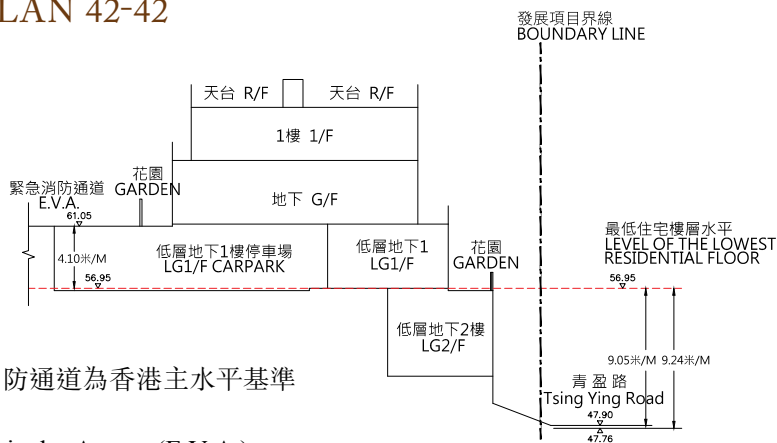 LAN 42-42
發展項目界線
BOUNDARY LINE
天台 R/F
天台 R/F
1樓 1/F
花園
GARDEN
緊急消防通道
E.V.A.
61.05
地下 G/F
4.10米/M
56.95
低層地下1樓停車場
LG1/F CARPARK
低層地下1
LG1/F
花園
GARDEN
最低住宅樓層水平
LEVEL OF THE LOWEST
RESIDENTIAL FLOOR
56.95
低層地下2樓
LG2/F
9.05米/M
9.24米/M
青盈路
Tsing Ying Road
47.90
47.76
防通道為香港主水平基準